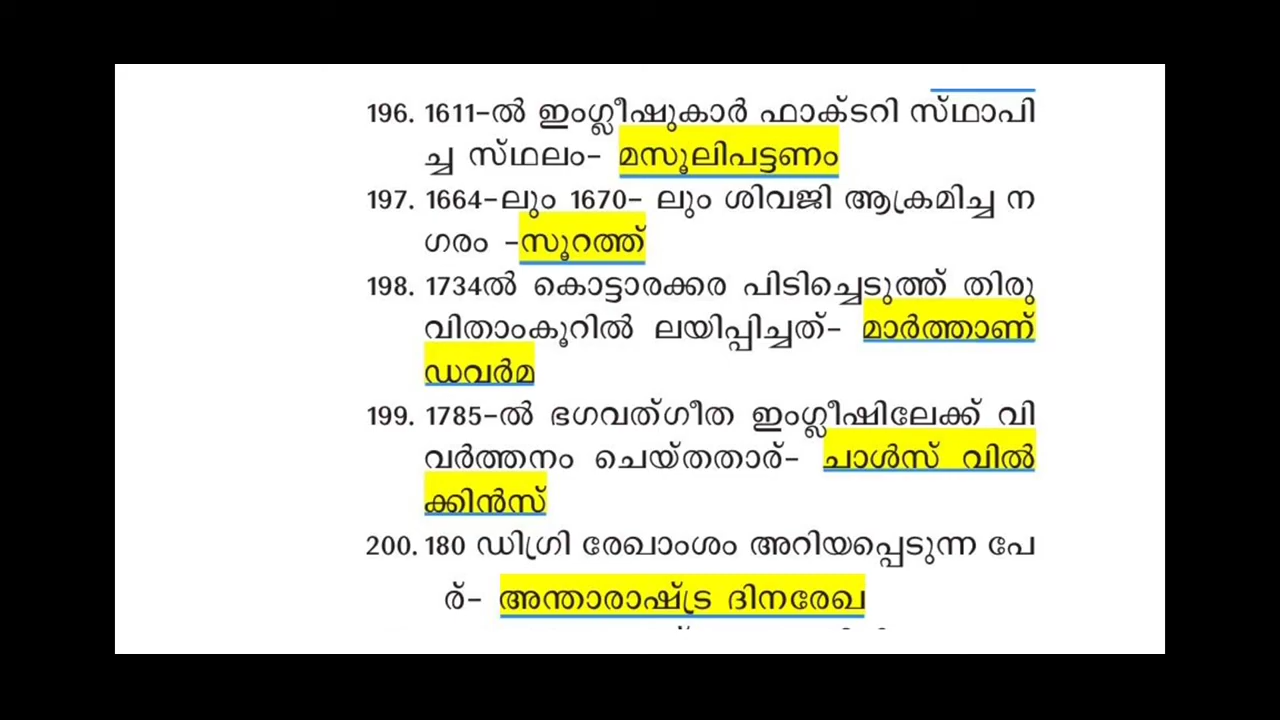 196. 1611-ൽ ഇംഗ്ലീഷുകാർ ഫാക്ടറി സ്ഥാപി
ച്ച സ്ഥലം- മസൂലിപട്ടണം
197. 1664-ലും 1670- ലും ശിവജി ആക്രമിച്ച ന
ഗരം -സൂറത്ത്
198. 1734ൽ കൊട്ടാരക്കര പിടിച്ചെടുത്ത് തിരു
വിതാംകൂറിൽ ലയിപ്പിച്ചത്- മാർത്താണ്
ഡവർമ
199. 1785-ൽ ഭഗവത്ഗീത ഇംഗ്ലീഷിലേക്ക് വി
വർത്തനം ചെയ്തതാര്- ചാൾസ് വിൽ
ക്കിൻസ്
200. 180 ഡിഗ്രി രേഖാംശം അറിയപ്പെടുന്ന പേ
ര്- അന്താരാഷ്ട്ര ദിനരേഖ